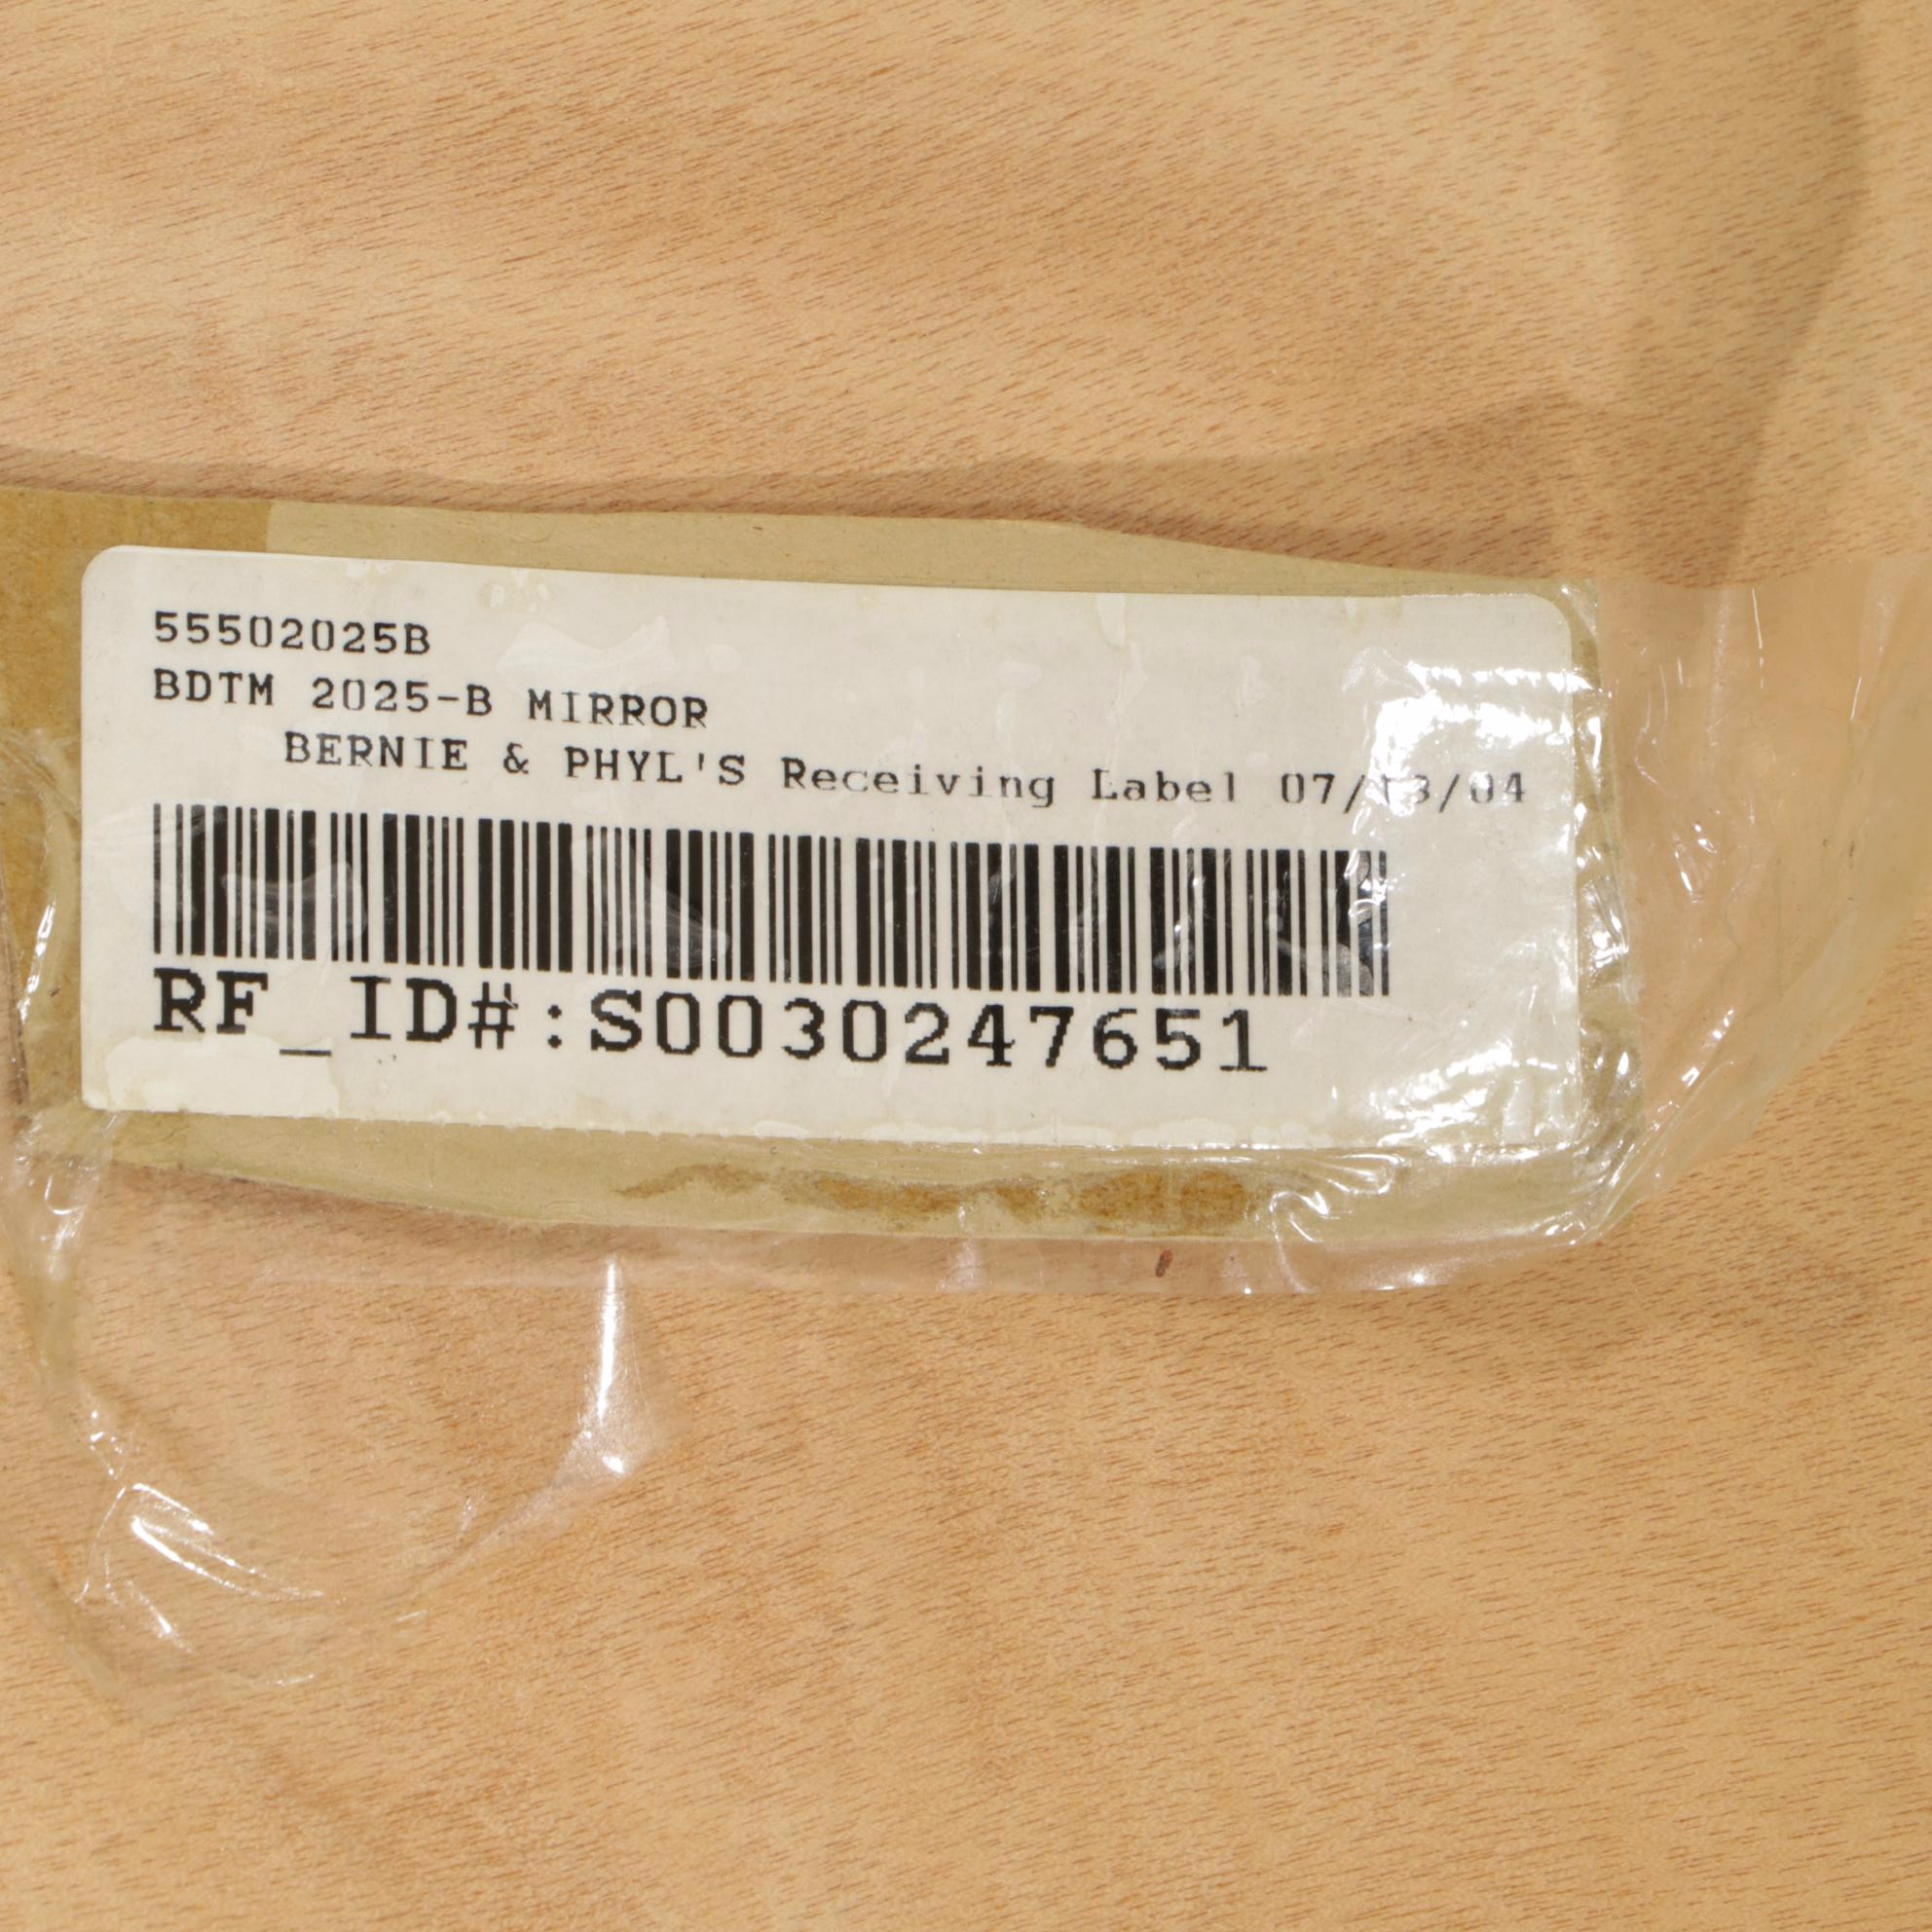 55502025B
BDTM 2025-B MIRROR
BERNIE & PHYL'S Receiving Label 07/13/04
RF_ID#:S0030247651